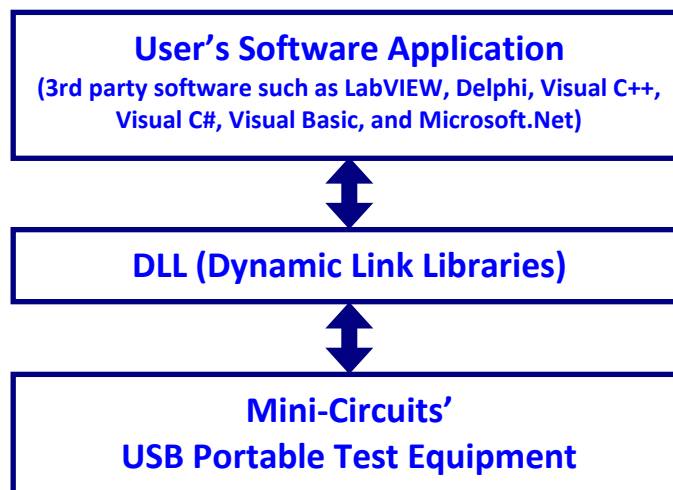 User’s Software Application
(3rd party software such as LabVIEW, Delphi, Visual C++,
Visual C#, Visual Basic, and Microsoft.Net)
DLL (Dynamic Link Libraries)
Mini-Circuits’
USB Portable Test Equipment